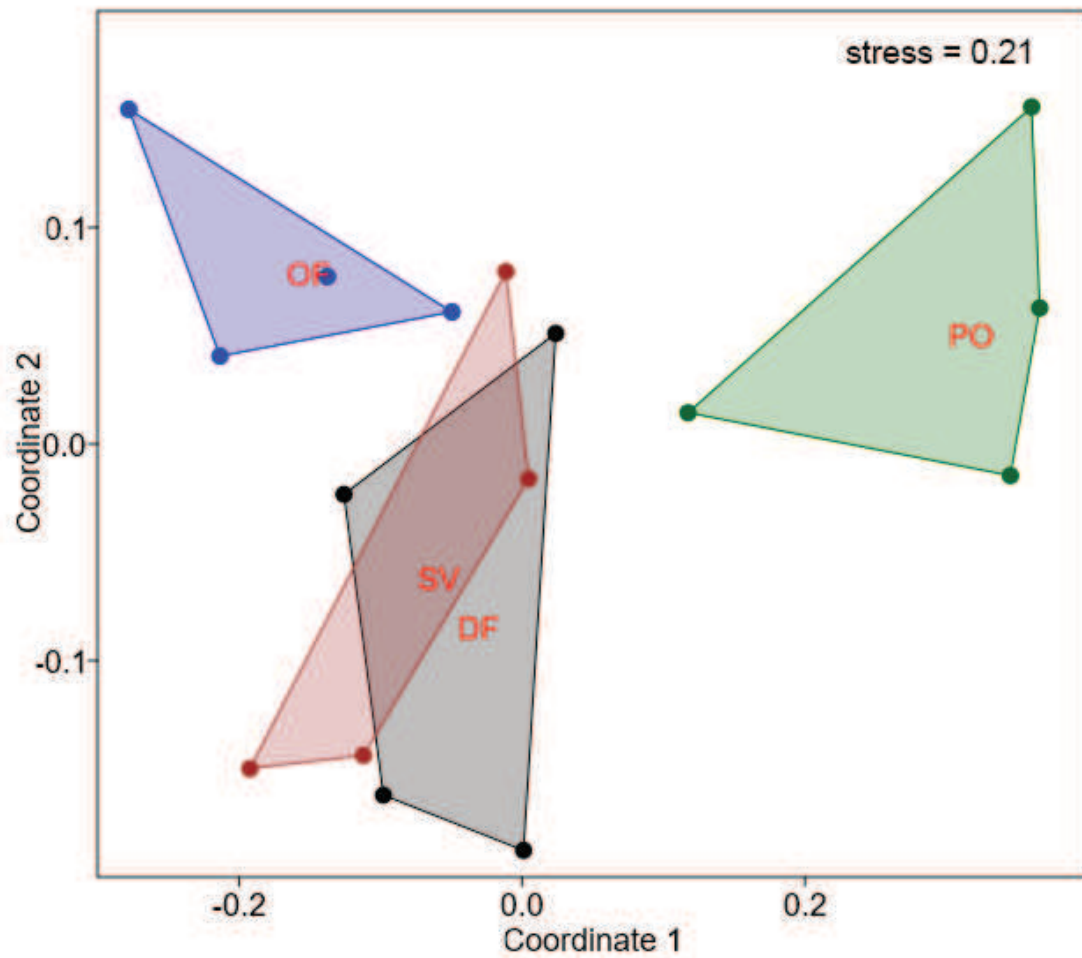 stress = 0.21
0.1
OP
PO
Coordinate 2
0.0
SV
DF
-0.1
-0.2
0.0
0.2
Coordinate 1